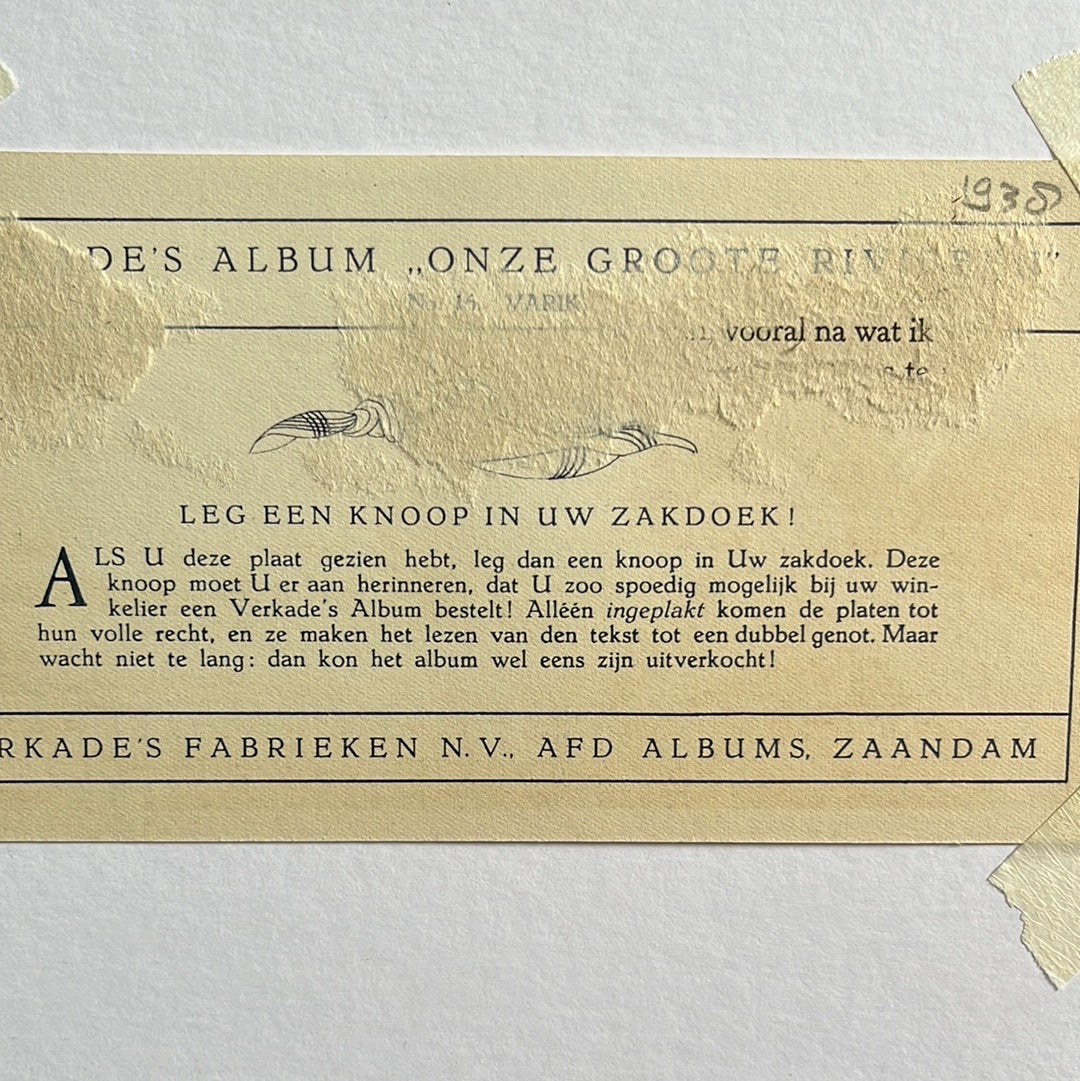 1938
DE'S ALBUM „ONZE GROOTE
No. 14. VARIK
vooral na wat ik
te
LEG EEN KNOOP IN UW ZAKDOEK!
ALS U deze plaat gezien hebt, leg dan een knoop in Uw zakdoek. Deze
knoop moet U er aan herinneren, dat U zoo spoedig mogelijk bij uw win-
kelier een Verkade's Album bestelt! Alléén ingeplakt komen de platen tot
hun volle recht, en ze maken het lezen van den tekst tot een dubbel genot. Maar
wacht niet te lang: dan kon het album wel eens zijn uitverkocht!
RKADE'S FABRIEKEN N.V., AFD ALBUMS, ZAANDAM